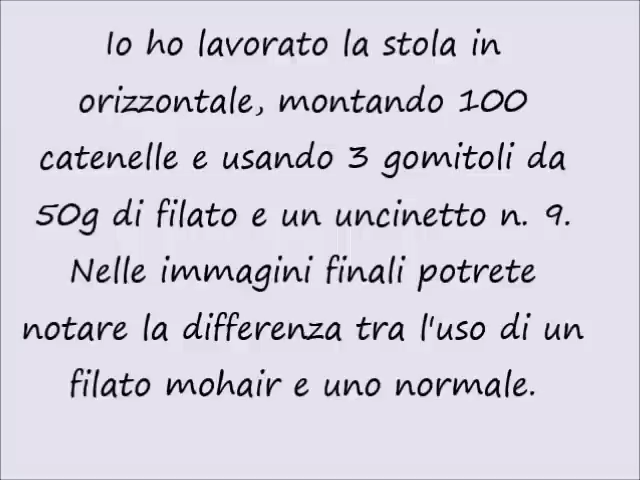 Io ho lavorato la stola in
orizzontale, montando 100
catenelle e usando 3 gomitoli da
50g di filato e un uncinetto n. 9.
Nelle immagini finali potrete
notare la differenza tra l'uso di un
filato mohair e uno normale.